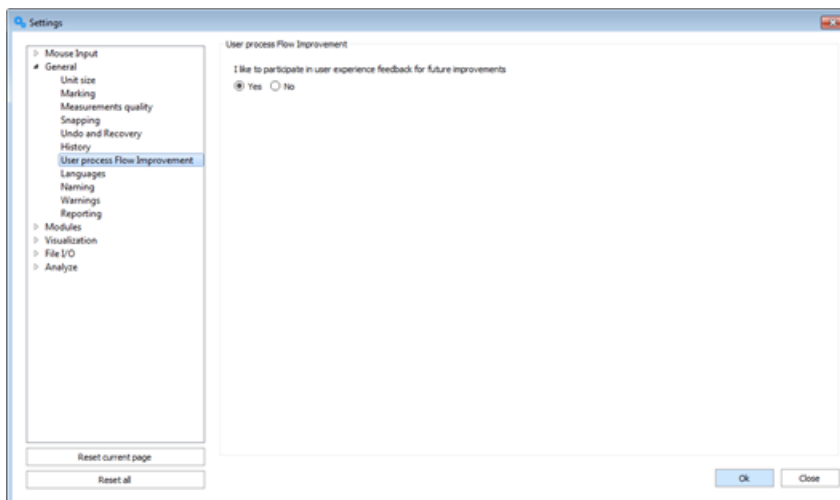 Settings
Mouse Input
General
Unit size
Marking
Measurements quality
Snapping
Undo and Recovery
History
User process Flow Improvement
Languages
Naming
Warnings
Reporting
Modules
Visualization
File I/O
Analyze
Reset current page
Reset all
User process Flow Improvement
I like to participate in user experience feedback for future improvements
Yes No
Ok Close